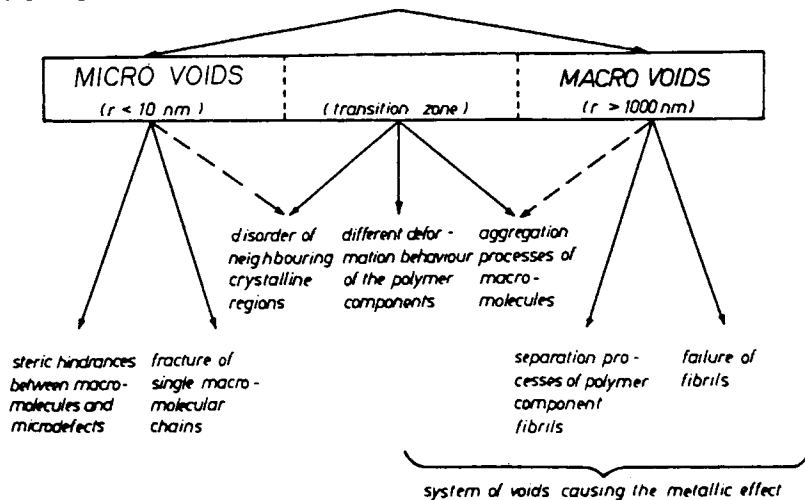 MICRO VOIDS
(r < 10 nm)
(transition zone)
MACRO VOIDS
(r > 1000 nm)
disorder of
neighbouring
crystalline
regions
different defor -
mation behaviour
of the polymer
components
aggregation
processes of
macro -
molecules
steric hindrances
between macro-
molecules and
microdefects
fracture of
single macro -
molecular
chains
separation pro -
cesses of polymer
component
fibrils
failure of
fibrils
system of voids causing the metallic effect